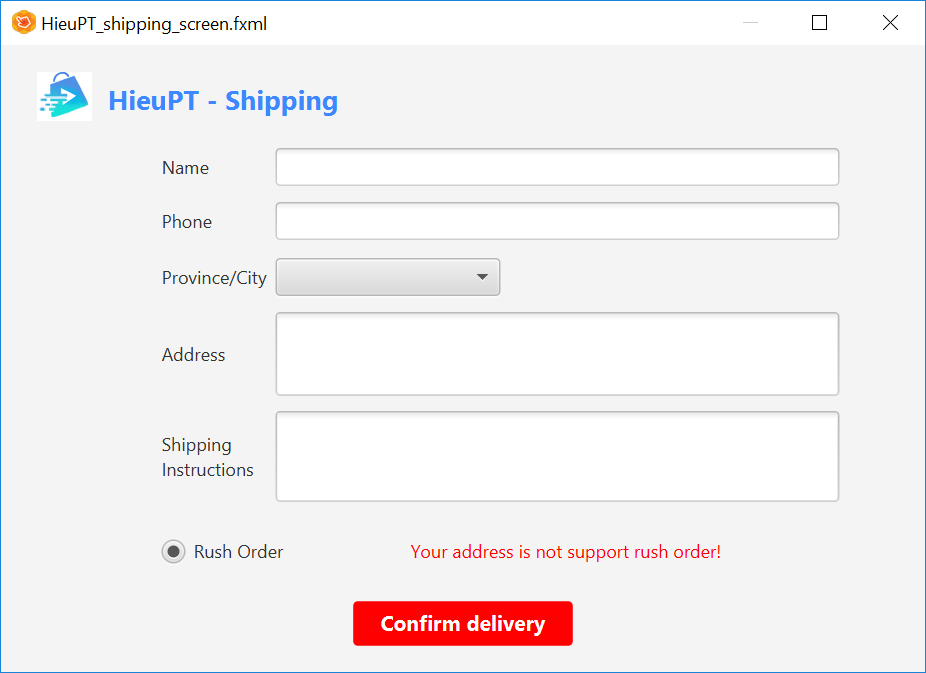 HieuPT_shipping_screen.fxml
HieuPT - Shipping
Name
Phone
Province/City
Address
Shipping
Instructions
Rush Order
Your address is not support rush order!
Confirm delivery